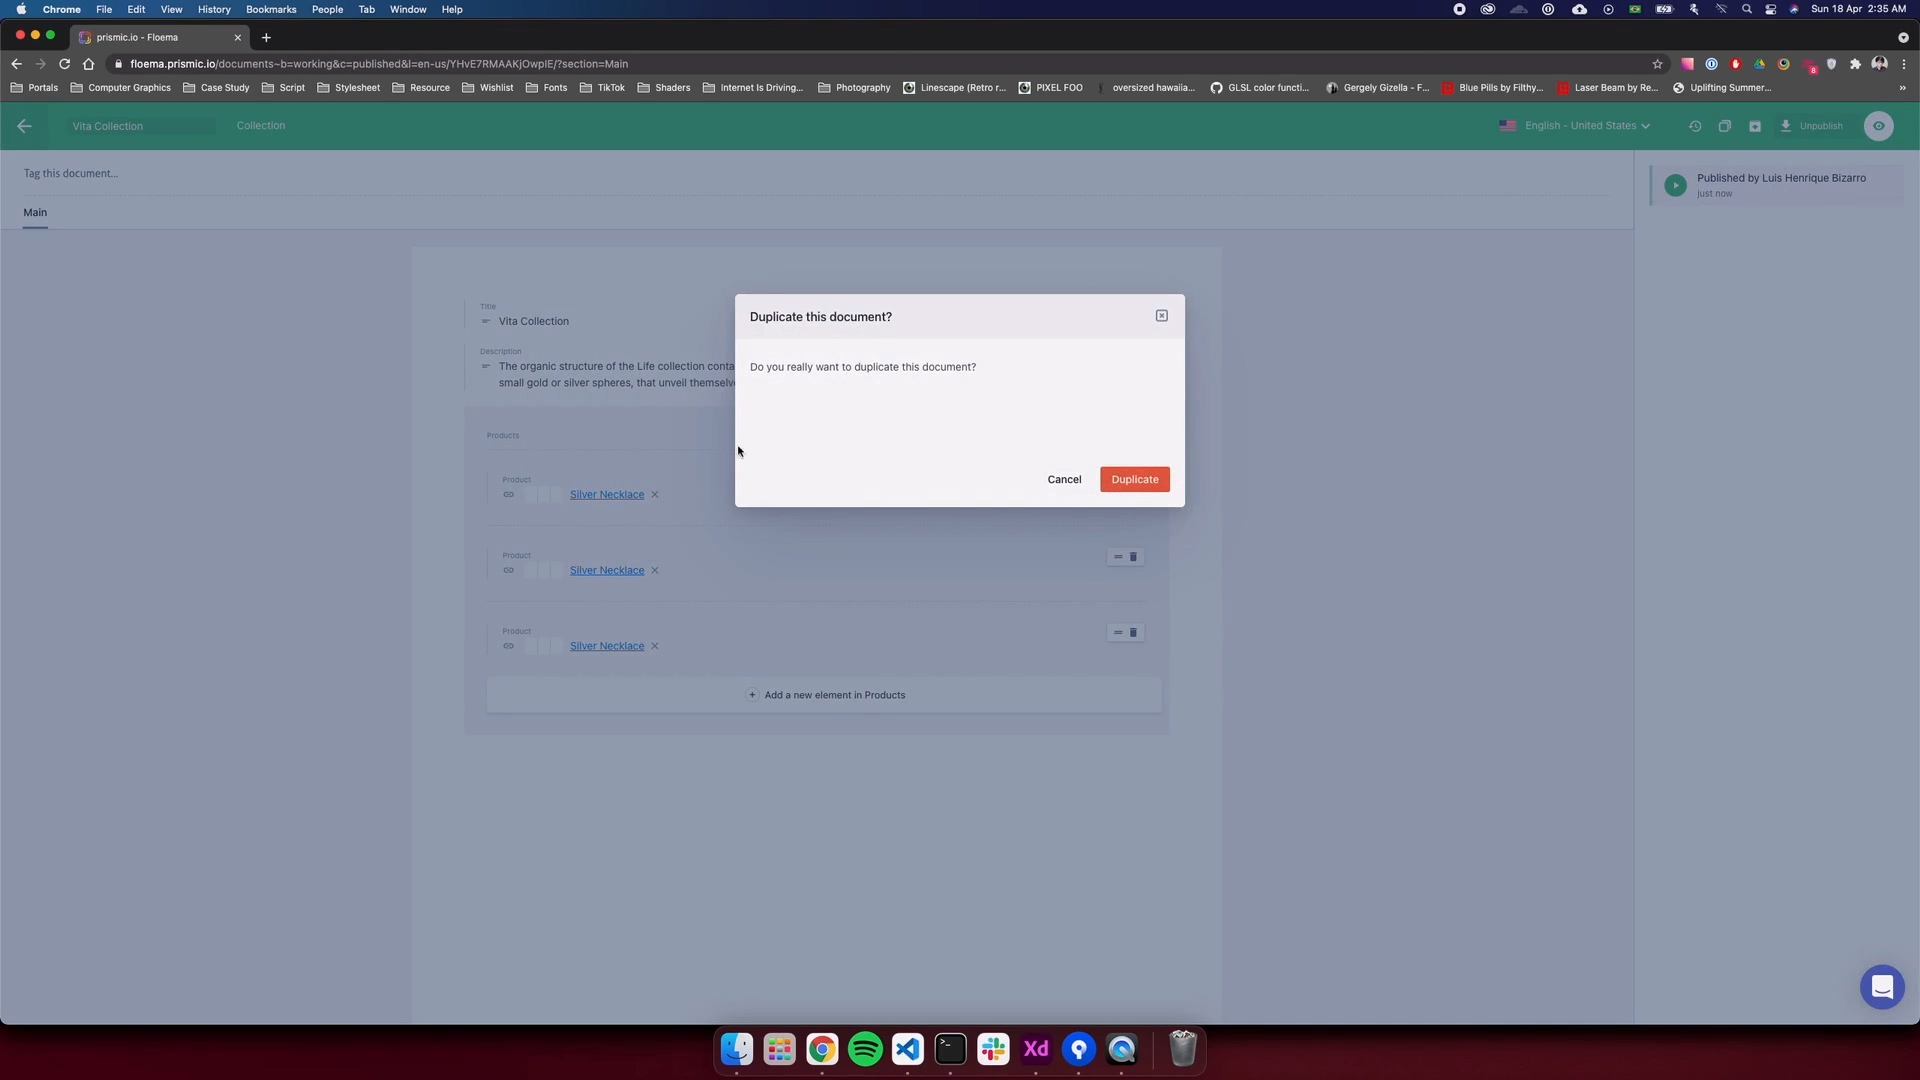 Chrome File Edit View History Bookmarks People Tab Window Help
Sun 18 Apr 2:35 AM
prismic.io - Floema
floema.prismic.io/documents~b=working&c=published&l=en-us/YHvE7RMAAKjOwpIE/?section=Main
Portals Computer Graphics Case Study Script Stylesheet Resource Wishlist Fonts TikTok Shaders Internet Is Driving... Photography Linescape (Retro r... PIXEL FOO oversized hawaiia... GLSL color functi... Gergely Gizella - F... Blue Pills by Filthy... Laser Beam by Re... Uplifting Summer... »
Vita Collection Collection English - United States Unpublish
Tag this document...
Main
Published by Luis Henrique Bizarro
just now
Title
Vita Collection
Description
The organic structure of the Life collection conta
small gold or silver spheres, that unveil themselve
Duplicate this document?
Do you really want to duplicate this document?
Cancel Duplicate
Products
Product
Silver Necklace
Product
Silver Necklace
Product
Silver Necklace
Add a new element in Products
Xd